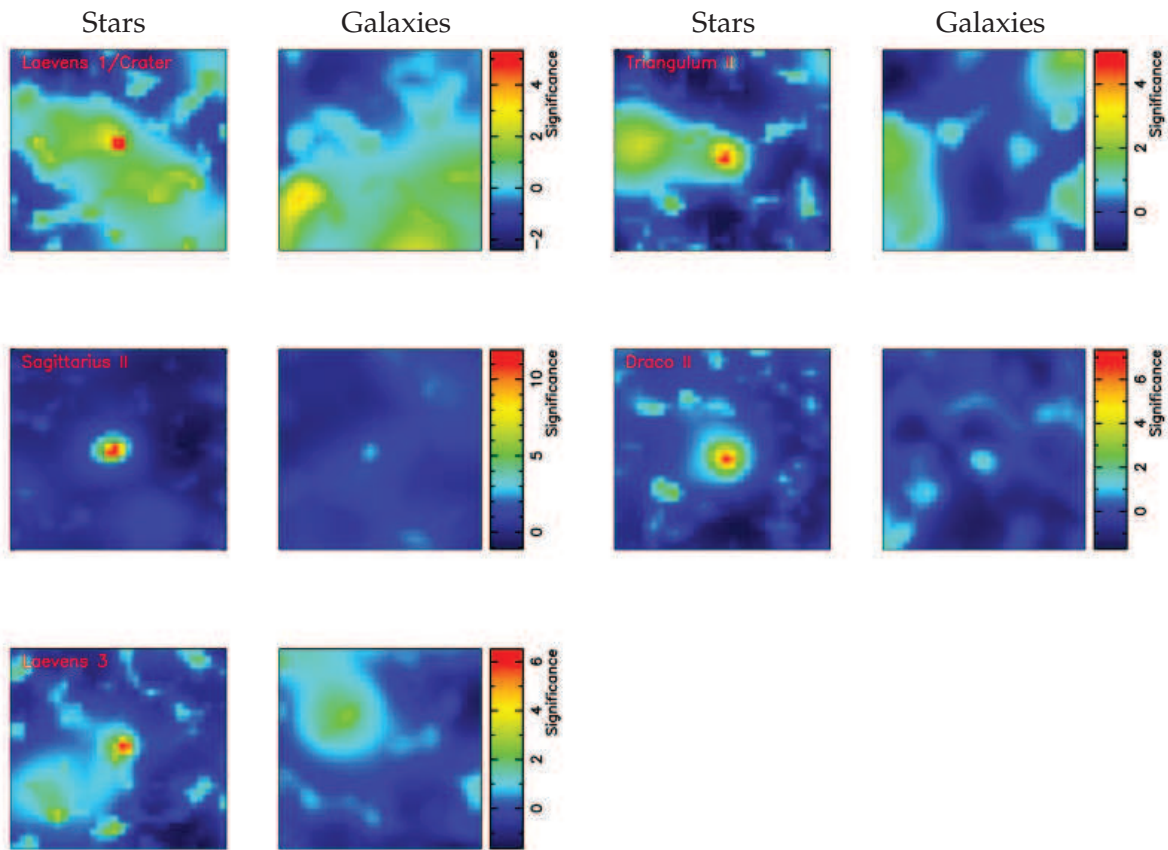 Stars Galaxies Stars Galaxies
Laevens 1/Crater
Significance
4
2
0
−2
Triangulum II
Significance
4
2
0
Sagittarius II
Significance
10
5
0
Draco II
Significance
6
4
2
0
Laevens 3
Significance
6
4
2
0